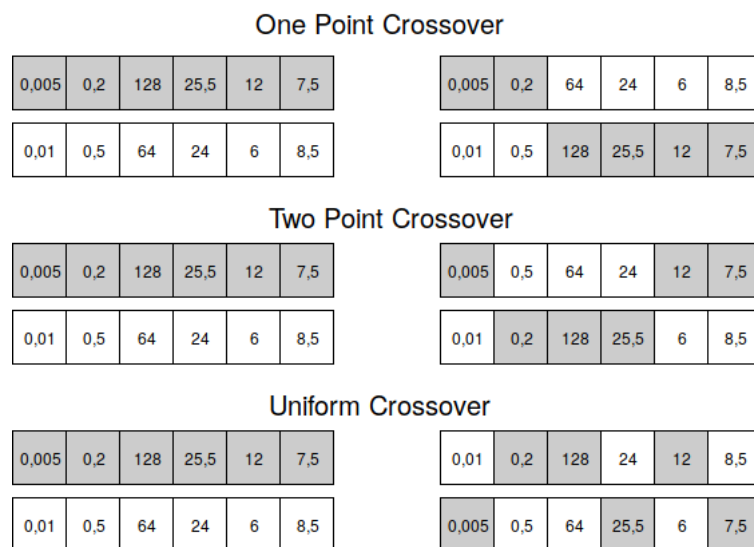 One Point Crossover
0,005 0,2 128 25,5 12 7,5 0,005 0,2 64 24 6 8,5
0,01 0,5 64 24 6 8,5 0,01 0,5 128 25,5 12 7,5
Two Point Crossover
0,005 0,2 128 25,5 12 7,5 0,005 0,5 64 24 12 7,5
0,01 0,5 64 24 6 8,5 0,01 0,2 128 25,5 6 8,5
Uniform Crossover
0,005 0,2 128 25,5 12 7,5 0,01 0,2 128 24 12 8,5
0,01 0,5 64 24 6 8,5 0,005 0,5 64 25,5 6 7,5